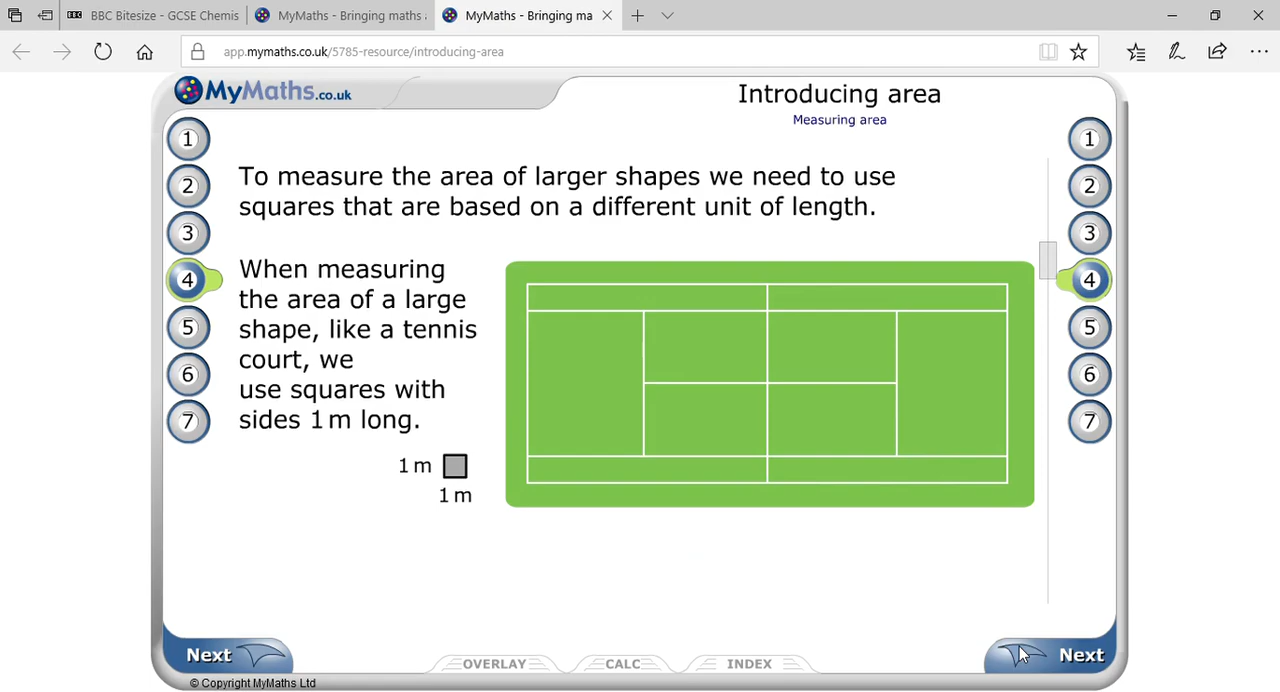 BBC Bitesize - GCSE Chemis
MyMaths - Bringing maths
MyMaths - Bringing ma
app.mymaths.co.uk/5785-resource/introducing-area
MyMaths.co.uk
Introducing area
Measuring area
1
2
3
4
5
6
7
To measure the area of larger shapes we need to use
squares that are based on a different unit of length.
When measuring
the area of a large
shape, like a tennis
court, we
use squares with
sides 1 m long.
1 m
1 m
1
2
3
4
5
6
7
Next
OVERLAY
CALC
INDEX
Next
© Copyright MyMaths Ltd